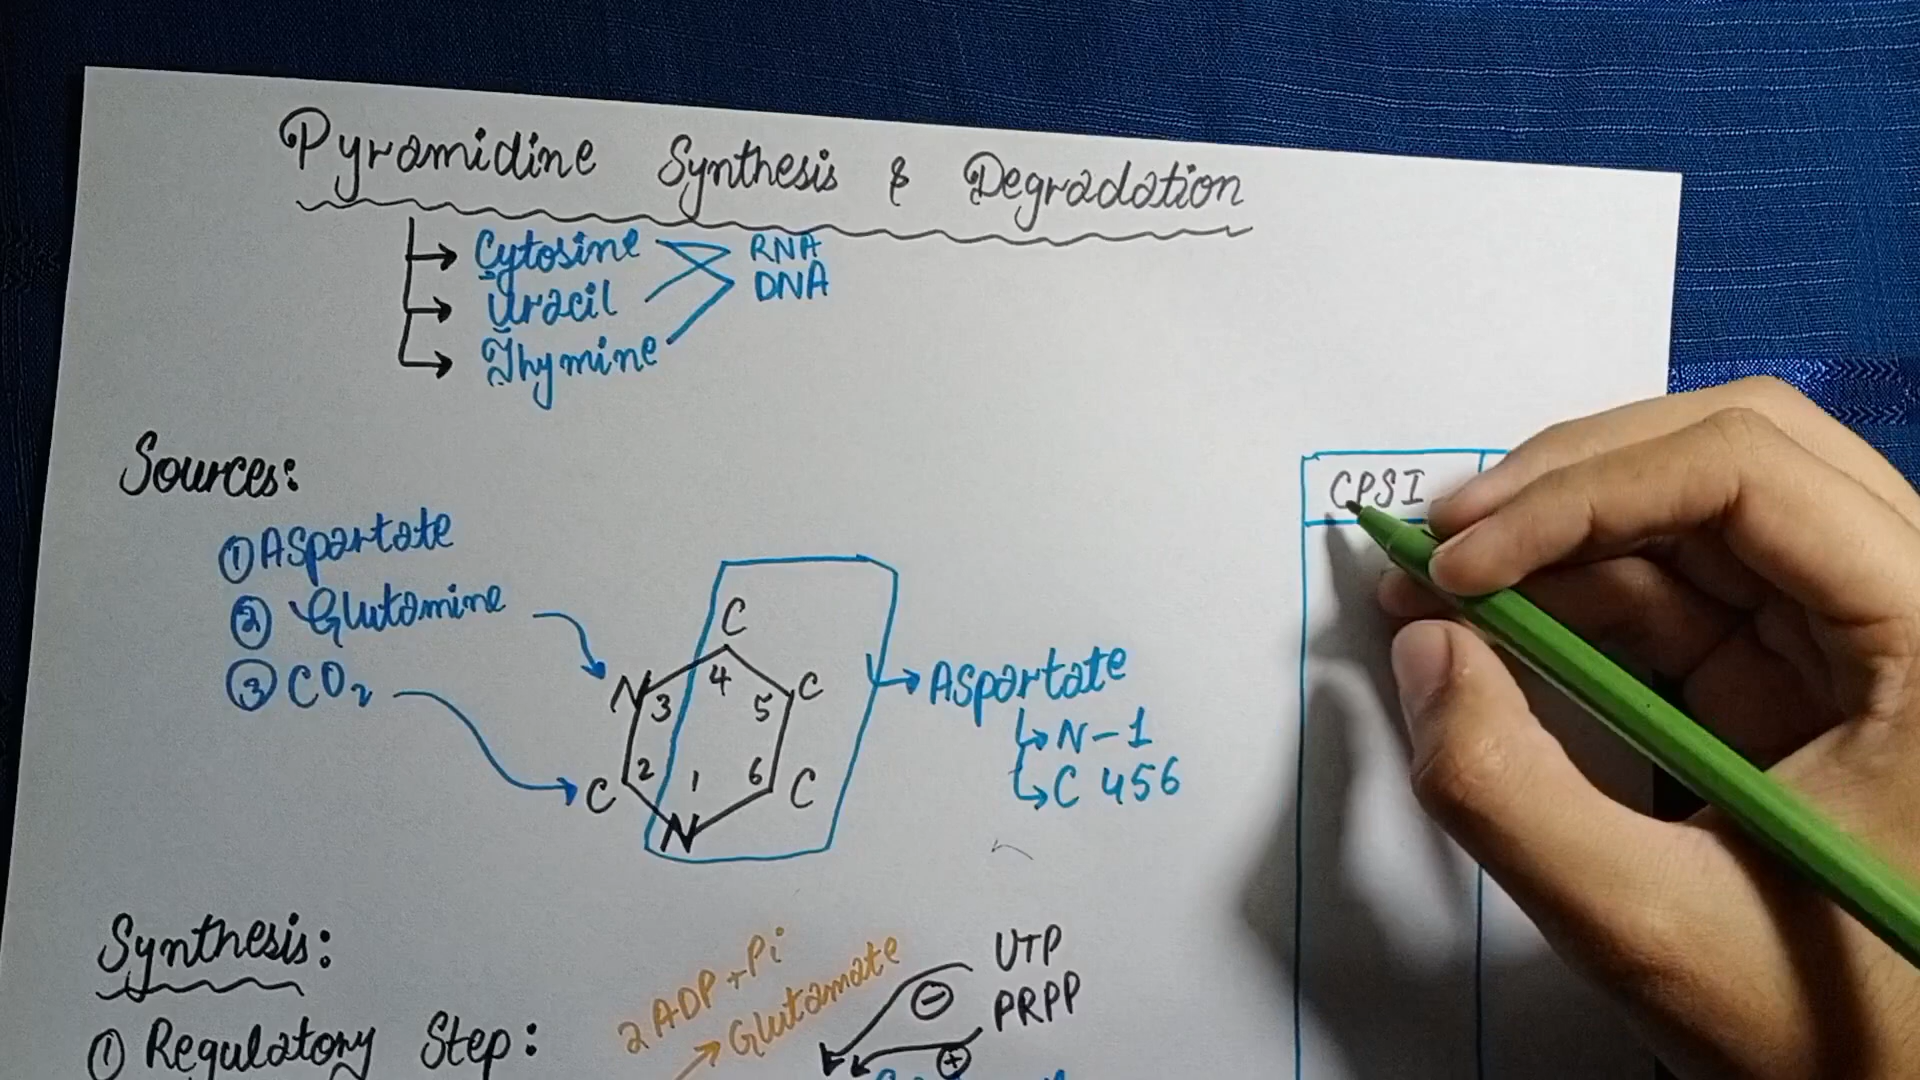 Pyramidine Synthesis & Degradation
Cytosine RNA
Uracil DNA
Thymine
Sources:
① Aspartate
② Glutamine
③ CO₂
C
N 3 4 5 C
C 2 1 6 C
N
Aspartate
N-1
C 456
CPSI
Synthesis:
① Regulatory Step:
2 ADP + Pi
Glutamate
UTP
PRPP
-
+